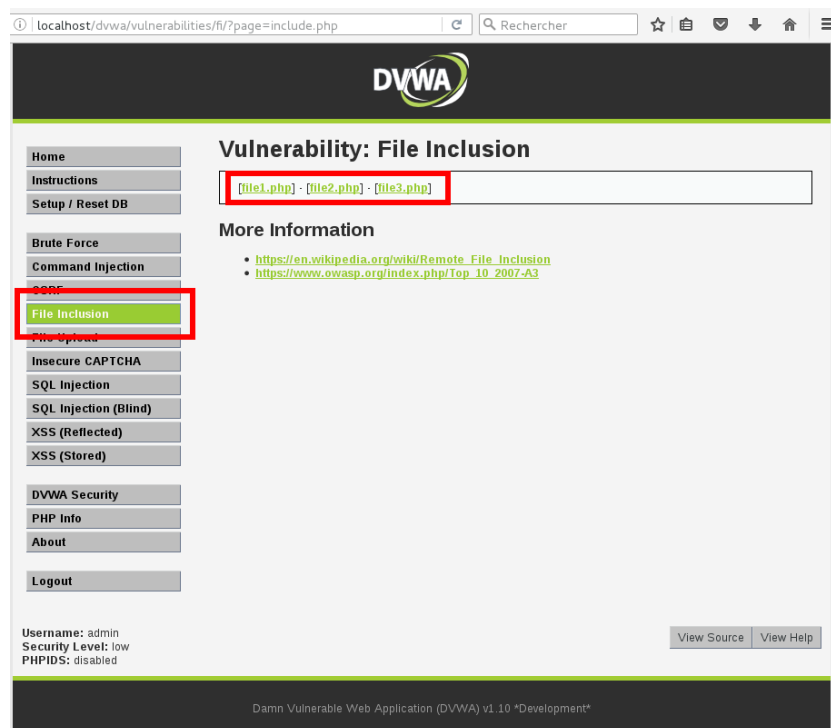 localhost/dvwa/vulnerabilities/fi/?page=include.php
Rechercher
DVWA
Home
Instructions
Setup / Reset DB
Brute Force
Command Injection
CSRF
File Inclusion
File Upload
Insecure CAPTCHA
SQL Injection
SQL Injection (Blind)
XSS (Reflected)
XSS (Stored)
DVWA Security
PHP Info
About
Logout
Vulnerability: File Inclusion
[file1.php] - [file2.php] - [file3.php]
More Information
https://en.wikipedia.org/wiki/Remote_File_Inclusion
https://www.owasp.org/index.php/Top_10_2007-A3
Username: admin
Security Level: low
PHPIDS: disabled
View Source
View Help
Damn Vulnerable Web Application (DVWA) v1.10 *Development*